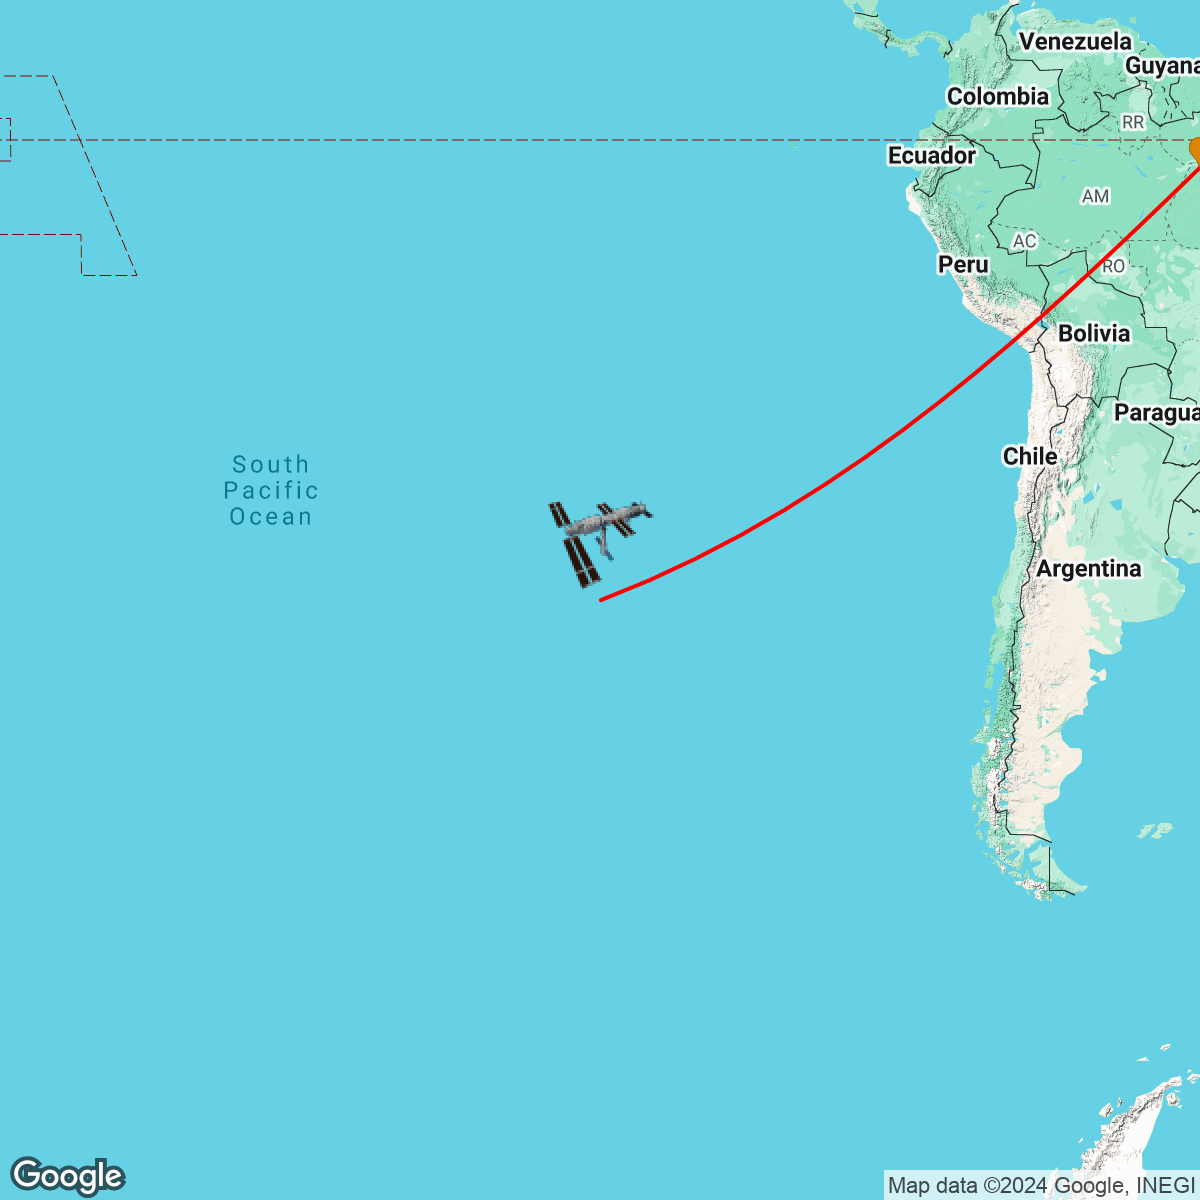 Venezuela
Guyana
Colombia
RR
Ecuador
AM
AC
Peru
RO
Bolivia
Paragua
Chile
South
Pacific
Ocean
Argentina
Google
Map data ©2024 Google, INEGI